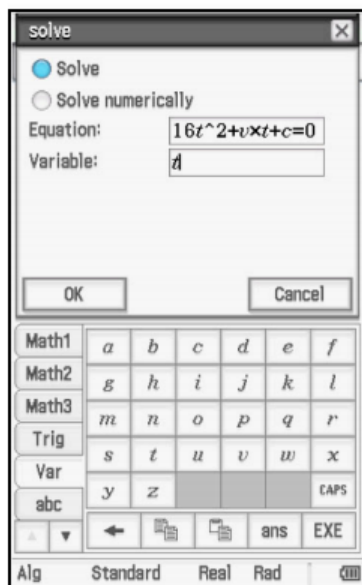 solve
Solve
Solve numerically
Equation: 16t^2+v×t+c=0
Variable: t
OK Cancel
Math1 a b c d e f
Math2 g h i j k l
Math3 m n o p q r
Trig s t u v w x
Var y z CAPS
abc
ans EXE
Alg Standard Real Rad